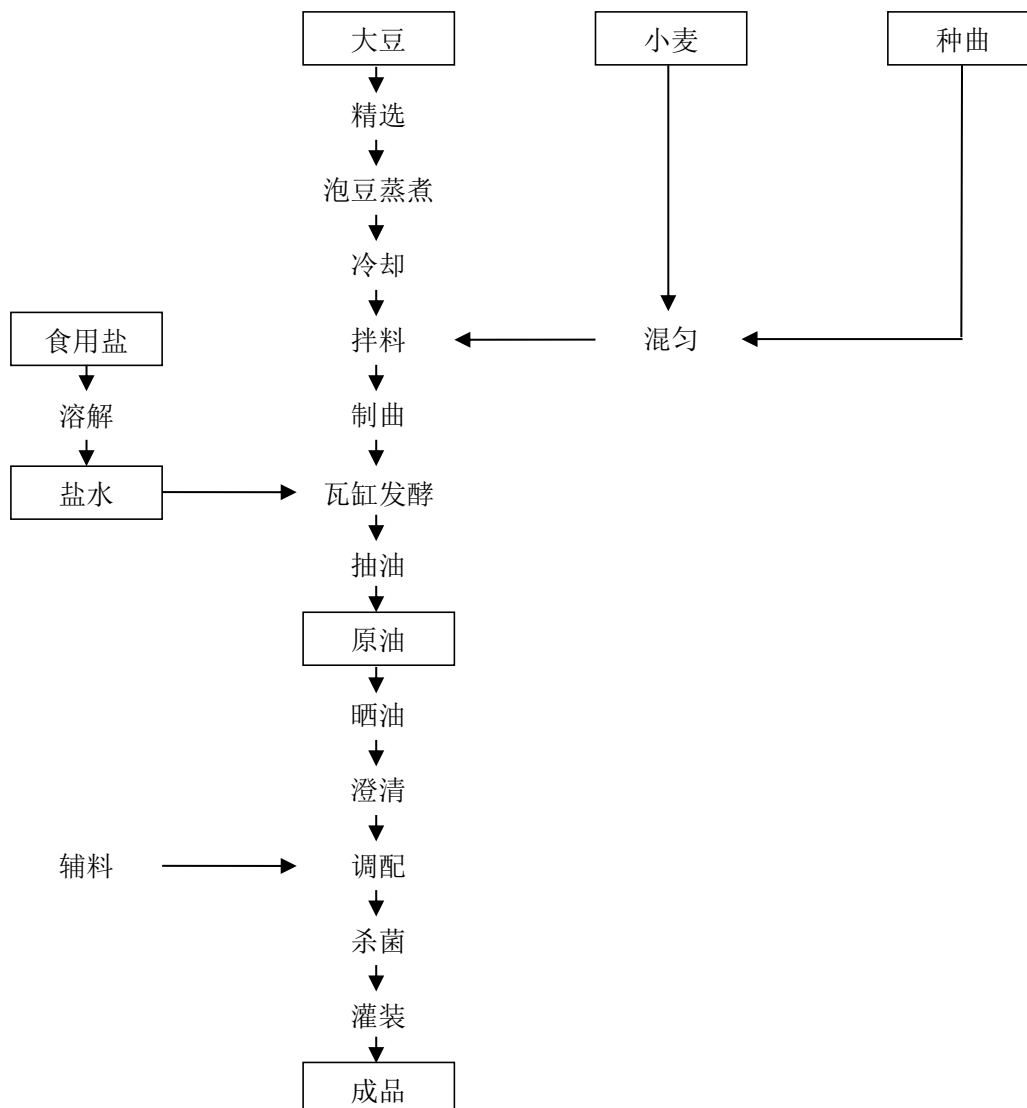 大豆
小麦
种曲
精选
泡豆蒸煮
冷却
食用盐
拌料
混匀
溶解
制曲
盐水
瓦缸发酵
抽油
原油
晒油
澄清
辅料
调配
杀菌
灌装
成品